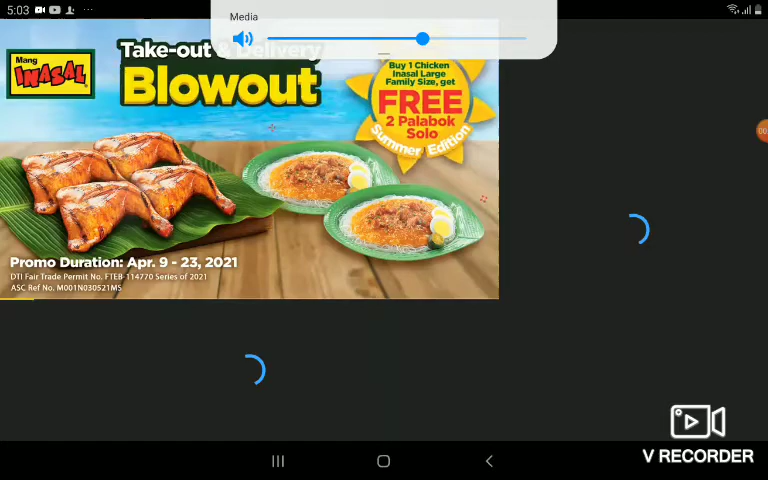 5:03
Media
Mang
INASAL
Take-out & Delivery
Blowout
Buy 1 Chicken
Inasal Large
Family Size, get
FREE
2 Palabok
Solo
Summer Edition
Promo Duration: Apr. 9 - 23, 2021
DTI Fair Trade Permit No. FTEB-114770 Series of 2021
ASC Ref No. M001N030521MS
00
V RECORDER